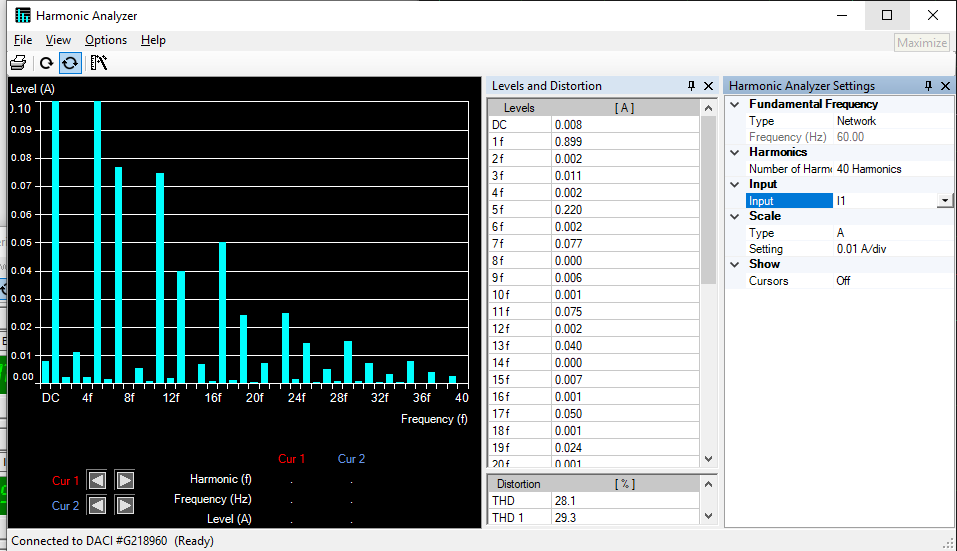 Harmonic Analyzer
File View Options Help
Maximize
Level (A)
0.10
0.09
0.08
0.07
0.06
0.05
0.04
0.03
0.02
0.01
0.00
DC 4f 8f 12f 16f 20f 24f 28f 32f 36f 40
Frequency (f)
Cur 1 Cur 2
Cur 1
Cur 2
Harmonic (f) . .
Frequency (Hz) . .
Level (A) . .
Levels and Distortion
Levels [ A ]
DC 0.008
1 f 0.899
2 f 0.002
3 f 0.011
4 f 0.002
5 f 0.220
6 f 0.002
7 f 0.077
8 f 0.000
9 f 0.006
10 f 0.001
11 f 0.075
12 f 0.002
13 f 0.040
14 f 0.000
15 f 0.007
16 f 0.001
17 f 0.050
18 f 0.001
19 f 0.024
20 f 0.001
Distortion [ % ]
THD 28.1
THD 1 29.3
Harmonic Analyzer Settings
Fundamental Frequency
Type Network
Frequency (Hz) 60.00
Harmonics
Number of Harmo 40 Harmonics
Input
Input I1
Scale
Type A
Setting 0.01 A/div
Show
Cursors Off
Connected to DACI #G218960 (Ready)